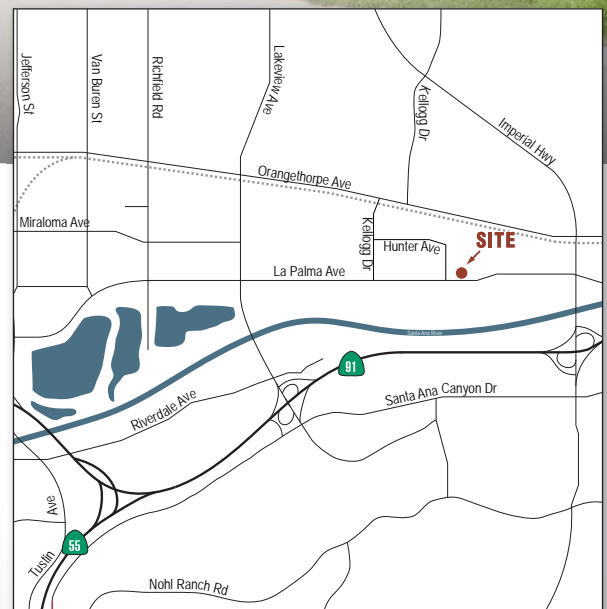 Jefferson St
Van Buren St
Richfield Rd
Lakeview Ave
Kellogg Dr
Imperial Hwy
Orangethorpe Ave
Miraloma Ave
Kellogg Dr
Hunter Ave
SITE
La Palma Ave
Santa Ana River
91
Santa Ana Canyon Dr
Riverdale Ave
Tustin Ave
55
Nohl Ranch Rd